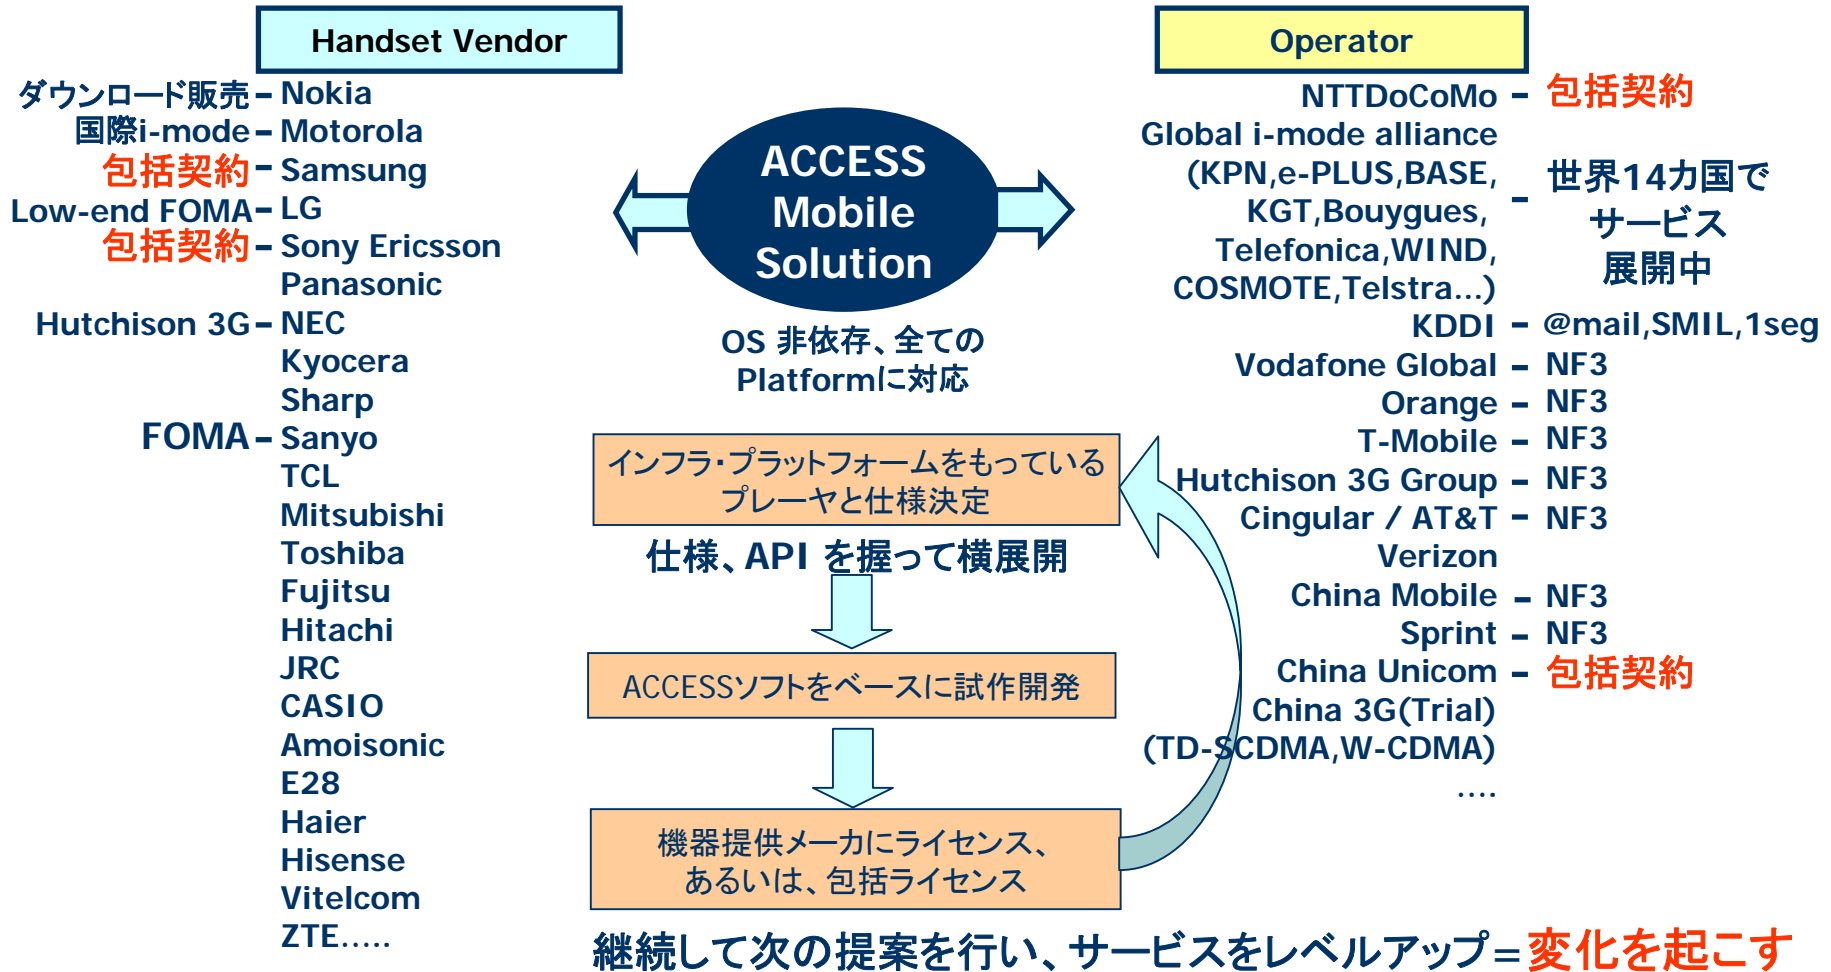 Handset Vendor
ダウンロード販売 – Nokia
国際i-mode – Motorola
包括契約 – Samsung
Low-end FOMA – LG
包括契約 – Sony Ericsson
Panasonic
Hutchison 3G – NEC
Kyocera
Sharp
FOMA – Sanyo
TCL
Mitsubishi
Toshiba
Fujitsu
Hitachi
JRC
CASIO
Amoisonic
E28
Haier
Hisense
Vitelcom
ZTE.....
ACCESS
Mobile
Solution
OS 非依存、全ての
Platformに対応
インフラ・プラットフォームをもっている
プレーヤと仕様決定
仕様、API を握って横展開
ACCESSソフトをベースに試作開発
機器提供メーカにライセンス、
あるいは、包括ライセンス
Operator
NTTDoCoMo – 包括契約
Global i-mode alliance
(KPN,e-PLUS,BASE,
KGT,Bouygues, –
Telefonica,WIND,
COSMOTE,Telstra...)
世界14カ国で
サービス
展開中
KDDI – @mail,SMIL,1seg
Vodafone Global – NF3
Orange – NF3
T-Mobile – NF3
Hutchison 3G Group – NF3
Cingular / AT&T – NF3
Verizon
China Mobile – NF3
Sprint – NF3
China Unicom – 包括契約
China 3G(Trial)
(TD-SCDMA,W-CDMA)
....
継続して次の提案を行い、サービスをレベルアップ=変化を起こす